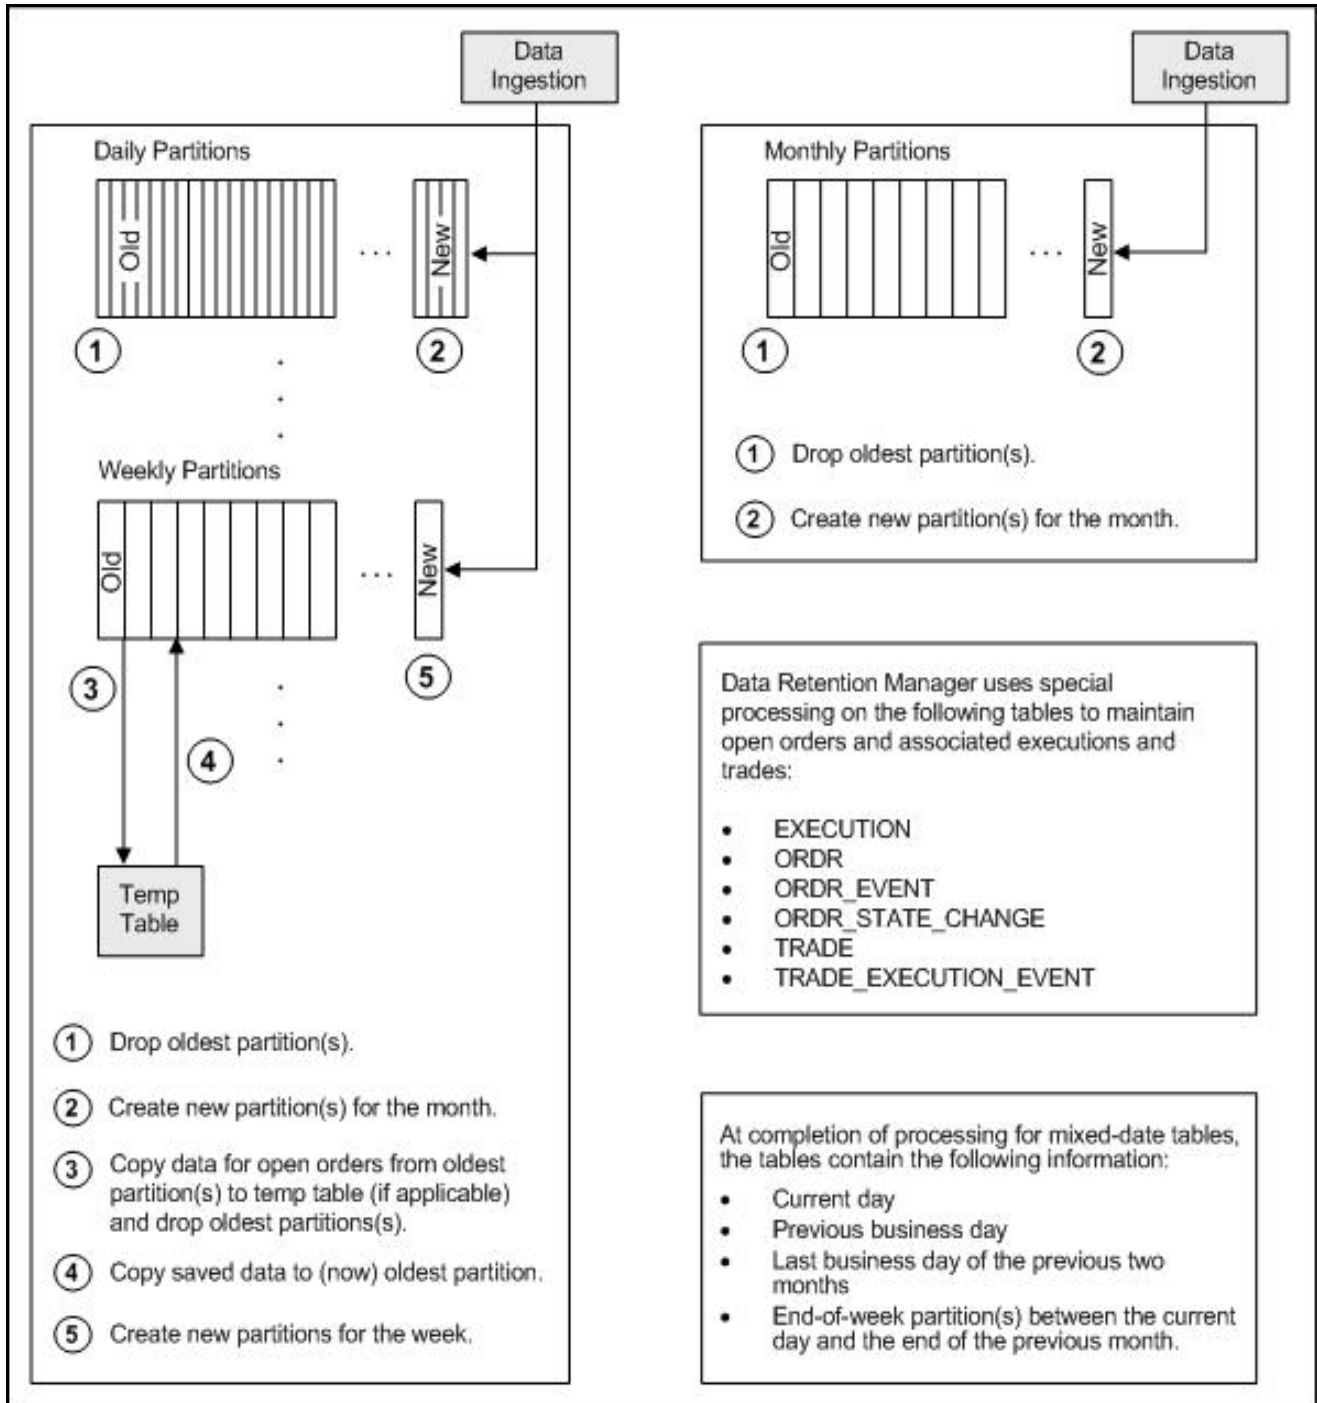 Data
Ingestion
Daily Partitions
Old
. . .
New
1
2
Weekly Partitions
Old
. . .
New
3
4
5
Temp
Table
1 Drop oldest partition(s).
2 Create new partition(s) for the month.
3 Copy data for open orders from oldest
partition(s) to temp table (if applicable)
and drop oldest partitions(s).
4 Copy saved data to (now) oldest partition.
5 Create new partitions for the week.
Data
Ingestion
Monthly Partitions
Old
. . .
New
1
2
1 Drop oldest partition(s).
2 Create new partition(s) for the month.
Data Retention Manager uses special
processing on the following tables to maintain
open orders and associated executions and
trades:
• EXECUTION
• ORDR
• ORDR_EVENT
• ORDR_STATE_CHANGE
• TRADE
• TRADE_EXECUTION_EVENT
At completion of processing for mixed-date tables,
the tables contain the following information:
• Current day
• Previous business day
• Last business day of the previous two
months
• End-of-week partition(s) between the current
day and the end of the previous month.